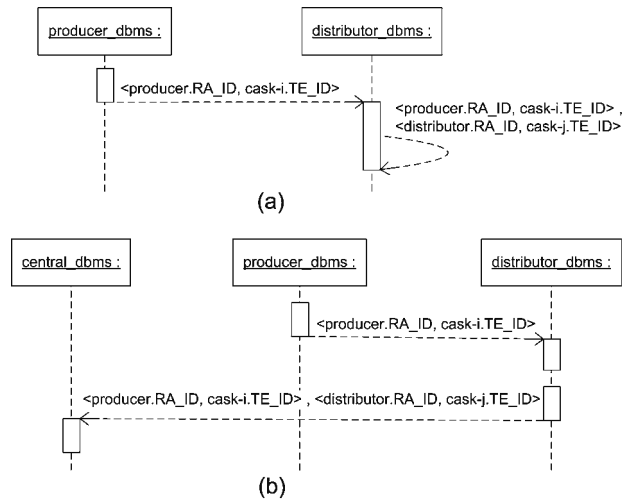 producer_dbms :
distributor_dbms :
<producer.RA_ID, cask-i.TE_ID>
<producer.RA_ID, cask-i.TE_ID> ,
<distributor.RA_ID, cask-j.TE_ID>
(a)
central_dbms :
producer_dbms :
distributor_dbms :
<producer.RA_ID, cask-i.TE_ID>
<producer.RA_ID, cask-i.TE_ID> , <distributor.RA_ID, cask-j.TE_ID>
(b)